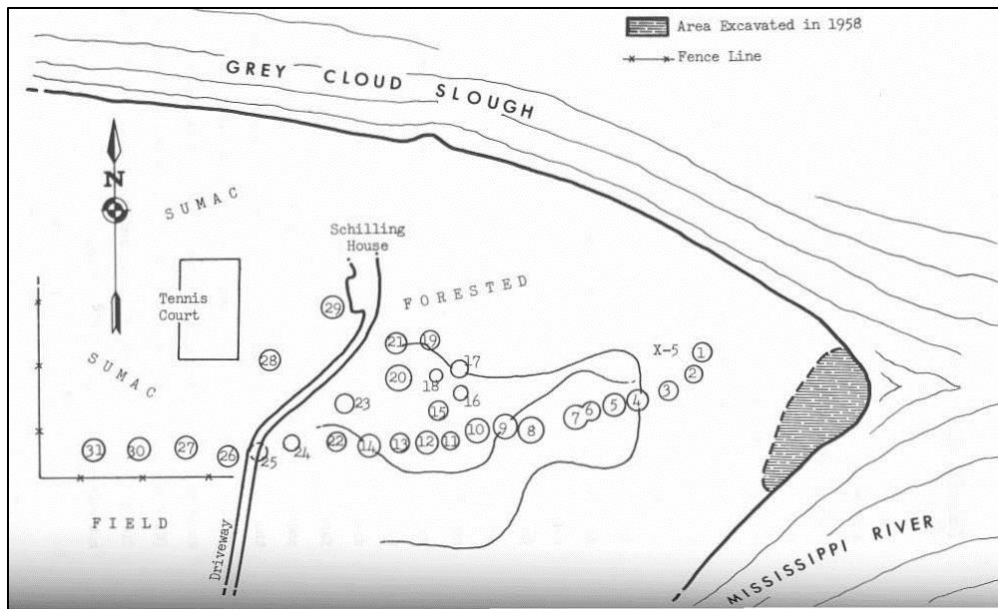 Area Excavated in 1958
Fence Line
GREY CLOUD SLOUGH
N
SUMAC
Schilling
House
FORESTED
Tennis
Court
SUMAC
29
28
21
19
17
18
20
16
X-5
1
2
3
23
15
4
5
6
7
8
9
10
11
12
13
14
22
24
25
26
27
30
31
FIELD
Driveway
MISSISSIPPI RIVER